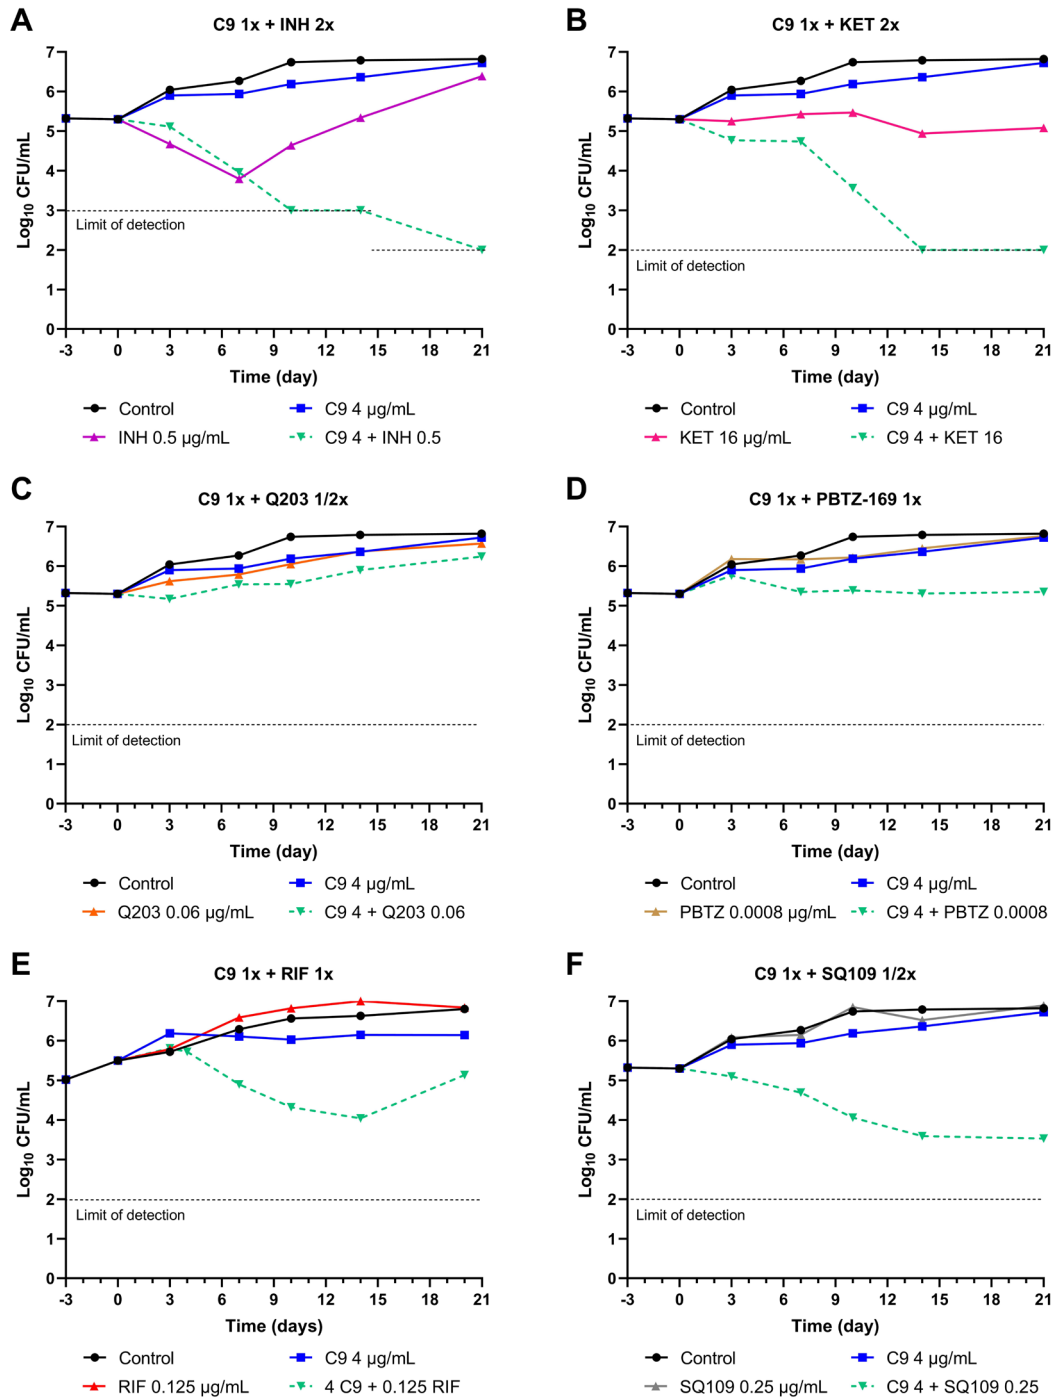 A
C9 1x + INH 2x
Log10 CFU/mL
7
6
5
4
3
2
1
0
Limit of detection
-3 0 3 6 9 12 15 18 21
Time (day)
Control
C9 4 µg/mL
INH 0.5 µg/mL
C9 4 + INH 0.5
B
C9 1x + KET 2x
Log10 CFU/mL
7
6
5
4
3
2
1
0
Limit of detection
-3 0 3 6 9 12 15 18 21
Time (day)
Control
C9 4 µg/mL
KET 16 µg/mL
C9 4 + KET 16
C
C9 1x + Q203 1/2x
Log10 CFU/mL
7
6
5
4
3
2
1
0
Limit of detection
-3 0 3 6 9 12 15 18 21
Time (day)
Control
C9 4 µg/mL
Q203 0.06 µg/mL
C9 4 + Q203 0.06
D
C9 1x + PBTZ-169 1x
Log10 CFU/mL
7
6
5
4
3
2
1
0
Limit of detection
-3 0 3 6 9 12 15 18 21
Time (day)
Control
C9 4 µg/mL
PBTZ 0.0008 µg/mL
C9 4 + PBTZ 0.0008
E
C9 1x + RIF 1x
Log10 CFU/mL
7
6
5
4
3
2
1
0
Limit of detection
-3 0 3 6 9 12 15 18 21
Time (days)
Control
C9 4 µg/mL
RIF 0.125 µg/mL
4 C9 + 0.125 RIF
F
C9 1x + SQ109 1/2x
Log10 CFU/mL
7
6
5
4
3
2
1
0
Limit of detection
-3 0 3 6 9 12 15 18 21
Time (day)
Control
C9 4 µg/mL
SQ109 0.25 µg/mL
C9 4 + SQ109 0.25